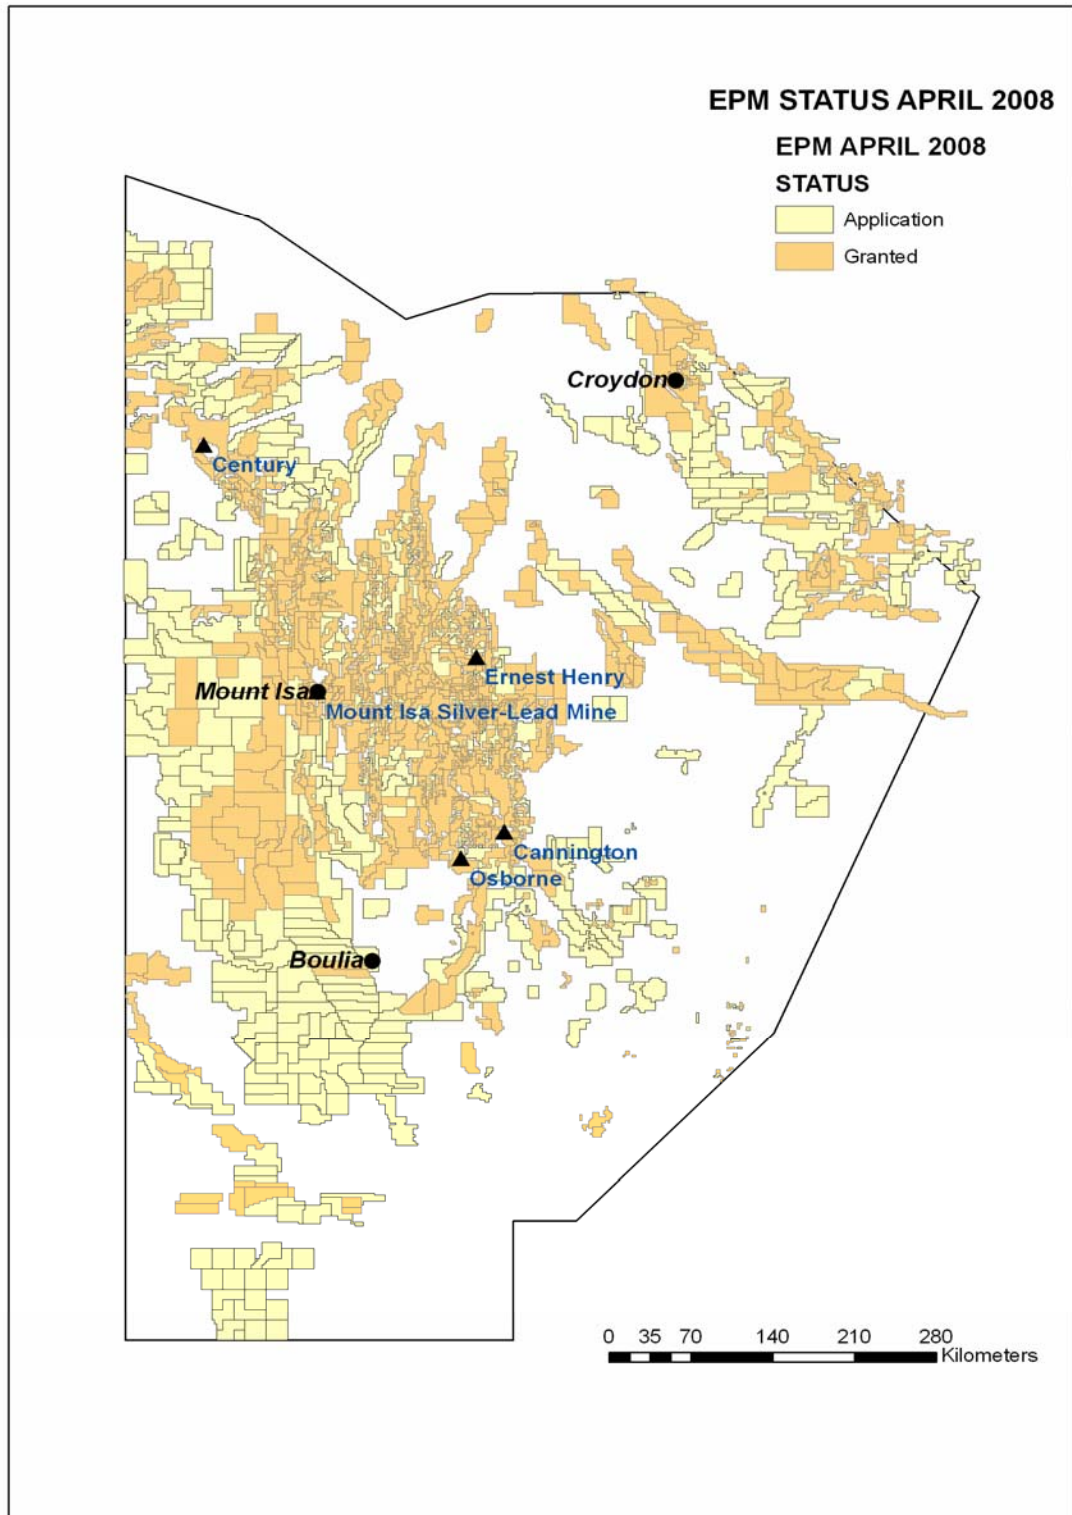 EPM STATUS APRIL 2008
EPM APRIL 2008
STATUS
Application
Granted
Croydon
Century
Ernest Henry
Mount Isa
Mount Isa Silver-Lead Mine
Cannington
Osborne
Boulia
0 35 70 140 210 280
Kilometers